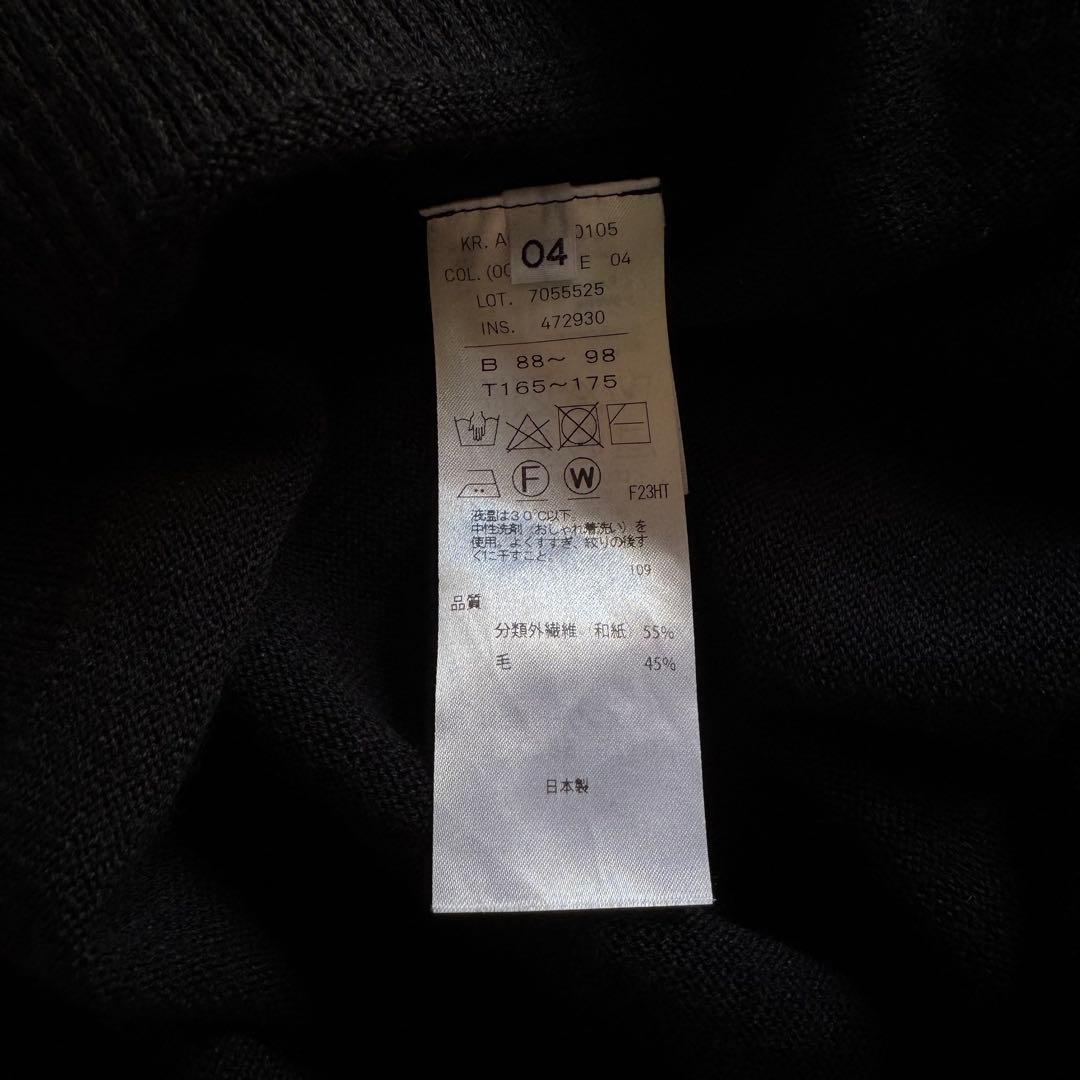 KR. A 0105
04
COL.(00 E 04
LOT. 7055525
INS. 472930
B 88～ 98
T165～175
F W F23HT
液温は30℃以下。
中性洗剤（おしゃれ着洗い）を
使用。よくすすぎ、絞りの後す
ぐに干すこと。
109
品質
分類外繊維（和紙）55%
毛 45%
日本製